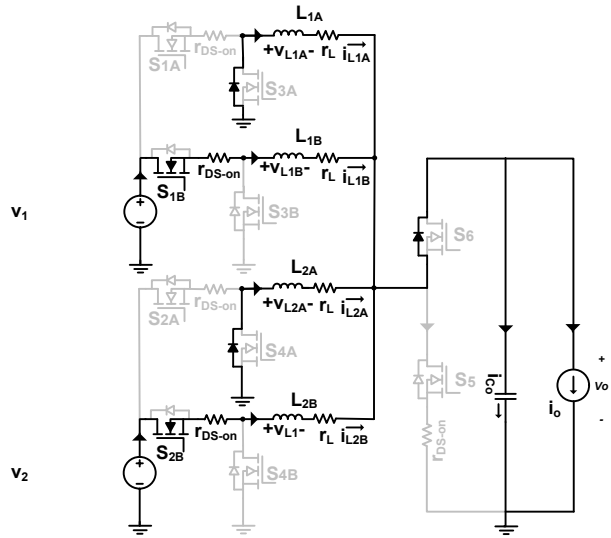 L1A
S1A
rDS-on
+vL1A- rL iL1A
S3A
L1B
S1B
rDS-on
+vL1B- rL iL1B
S3B
v1
+
-
S6
L2A
S2A
rDS-on
+vL2A- rL iL2A
S4A
S5
iCo
io
+
Vo
-
L2B
S2B
rDS-on
+vL1- rL iL2B
S4B
rDS-on
v2
+
-